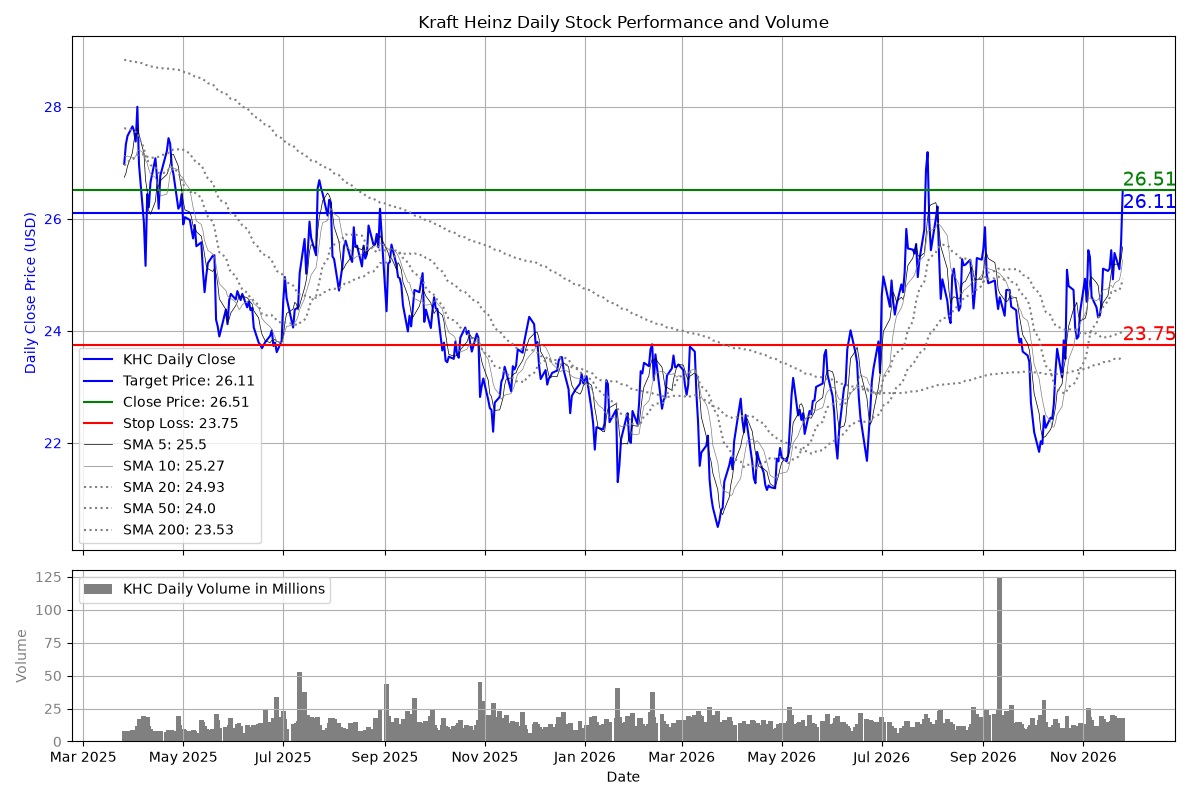 Kraft Heinz Daily Stock Performance and Volume
Daily Close Price (USD)
28
26
24
22
26.51
26.11
23.75
KHC Daily Close
Target Price: 26.11
Close Price: 26.51
Stop Loss: 23.75
SMA 5: 25.5
SMA 10: 25.27
SMA 20: 24.93
SMA 50: 24.0
SMA 200: 23.53
Volume
125
100
75
50
25
0
KHC Daily Volume in Millions
Mar 2025 May 2025 Jul 2025 Sep 2025 Nov 2025 Jan 2026 Mar 2026 May 2026 Jul 2026 Sep 2026 Nov 2026
Date